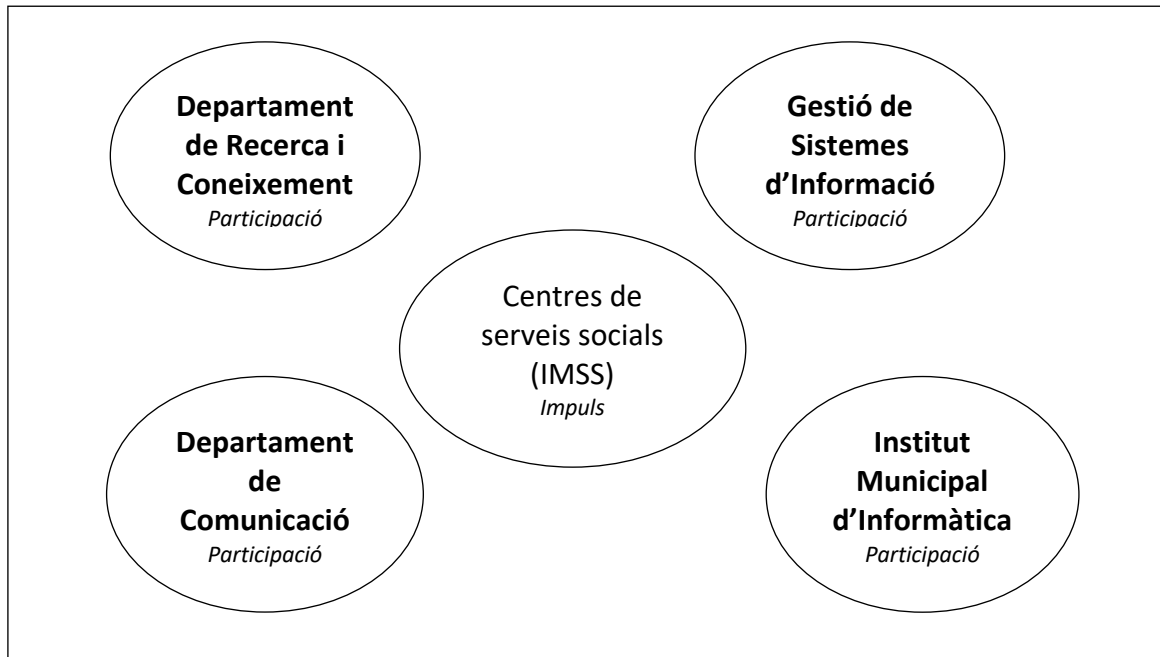 Departament
de Recerca i
Coneixement
Participació
Gestió de
Sistemes
d’Informació
Participació
Centres de
serveis socials
(IMSS)
Impuls
Departament
de
Comunicació
Participació
Institut
Municipal
d’Informàtica
Participació